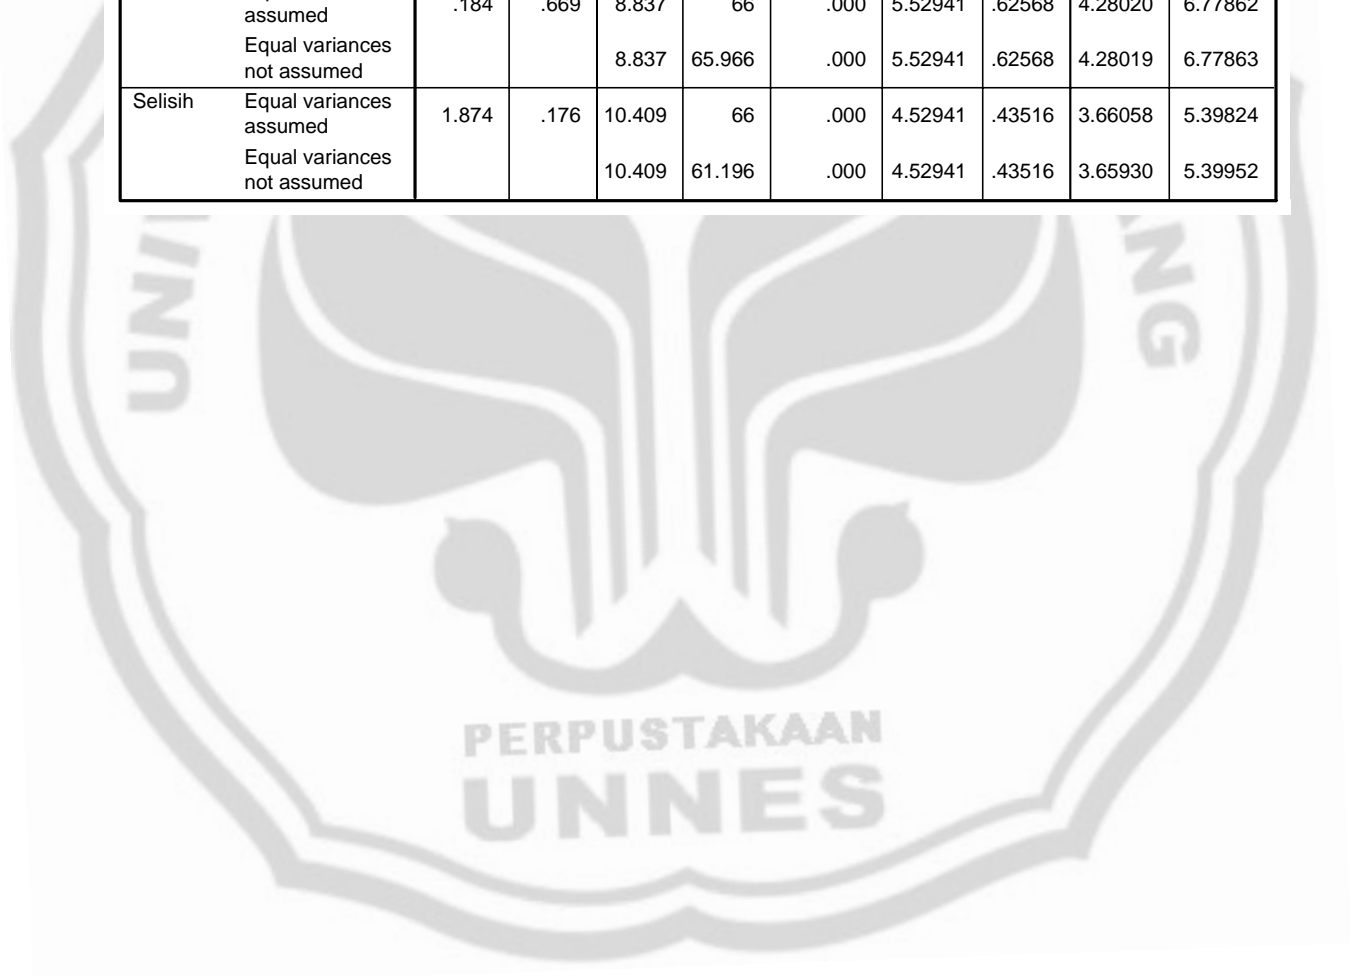 assumed .184 .669 8.837 66 .000 5.52941 .62568 4.28020 6.77862
Equal variances
not assumed 8.837 65.966 .000 5.52941 .62568 4.28019 6.77863
Selisih Equal variances
assumed 1.874 .176 10.409 66 .000 4.52941 .43516 3.66058 5.39824
Equal variances
not assumed 10.409 61.196 .000 4.52941 .43516 3.65930 5.39952
UNI
ANG
PERPUSTAKAAN
UNNES